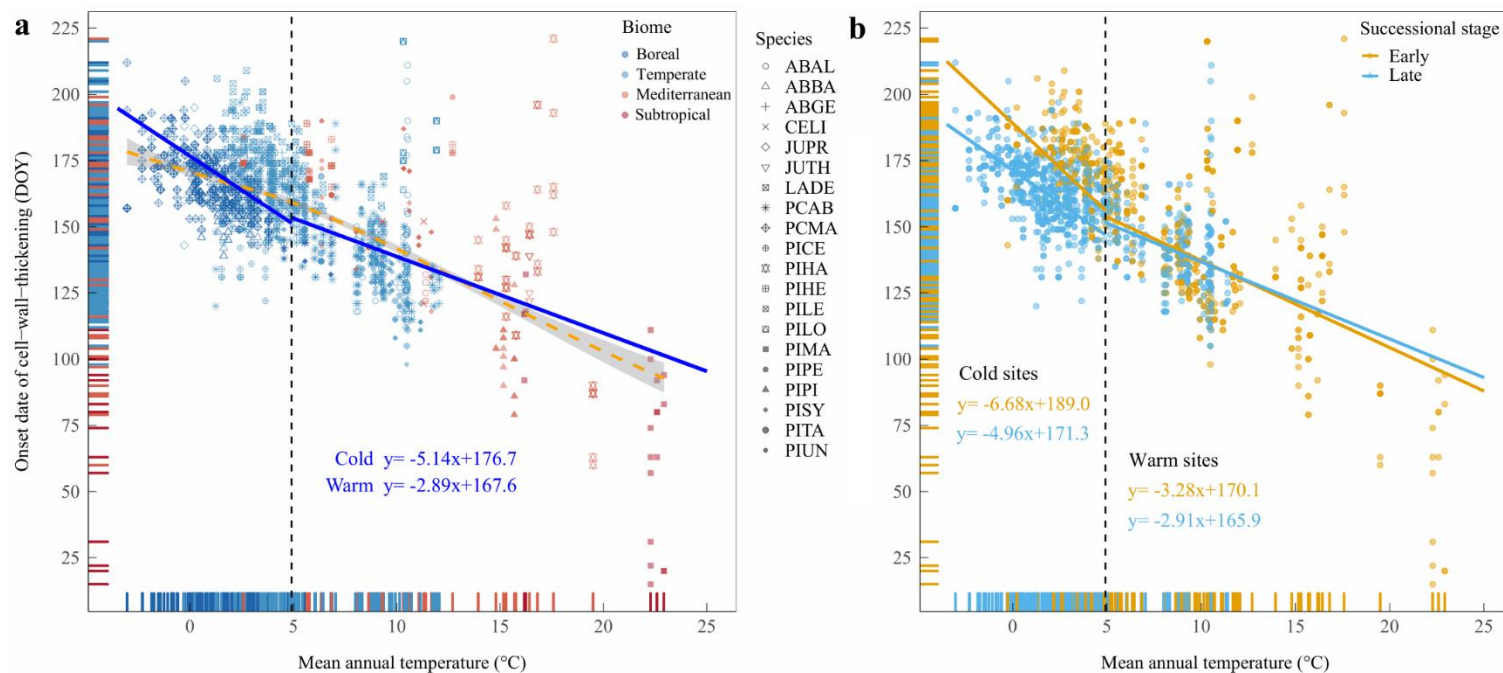 a
Onset date of cell−wall−thickening (DOY)
225
200
175
150
125
100
75
50
25
0
5
10
15
20
25
Mean annual temperature (°C)
Biome
Boreal
Temperate
Mediterranean
Subtropical
Cold y= -5.14x+176.7
Warm y= -2.89x+167.6
Species
ABAL
ABBA
ABGE
CELI
JUPR
JUTH
LADE
PCAB
PCMA
PICE
PIHA
PIHE
PILE
PILO
PIMA
PIPE
PIPI
PISY
PITA
PIUN
b
225
200
175
150
125
100
75
50
25
0
5
10
15
20
25
Mean annual temperature (°C)
Successional stage
Early
Late
Cold sites
y= -6.68x+189.0
y= -4.96x+171.3
Warm sites
y= -3.28x+170.1
y= -2.91x+165.9